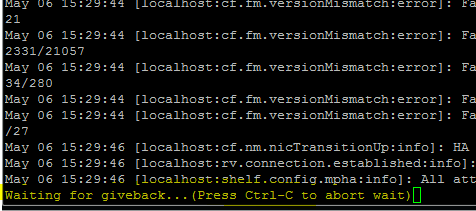 May 06 15:29:44 [localhost:cf.fm.versionMismatch:error]: Fa
21
May 06 15:29:44 [localhost:cf.fm.versionMismatch:error]: Fa
2331/21057
May 06 15:29:44 [localhost:cf.fm.versionMismatch:error]: Fa
34/280
May 06 15:29:44 [localhost:cf.fm.versionMismatch:error]: Fa
May 06 15:29:44 [localhost:cf.fm.versionMismatch:error]: Fa
/27
May 06 15:29:46 [localhost:cf.nm.nicTransitionUp:info]: HA
May 06 15:29:46 [localhost:rv.connection.established:info]:
May 06 15:29:46 [localhost:shelf.config.mpha:info]: All att
Waiting for giveback...(Press Ctrl-C to abort wait)